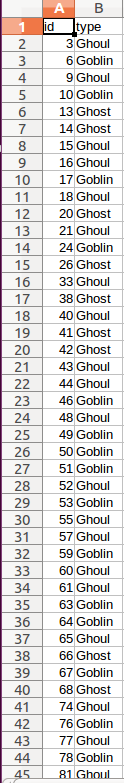 A B
1 id type
2 3 Ghoul
3 6 Goblin
4 9 Ghoul
5 10 Goblin
6 13 Ghost
7 14 Ghost
8 15 Ghoul
9 16 Ghoul
10 17 Goblin
11 18 Ghoul
12 20 Ghost
13 21 Ghoul
14 24 Goblin
15 26 Ghost
16 33 Ghoul
17 38 Ghost
18 40 Ghoul
19 41 Ghost
20 42 Ghost
21 43 Ghoul
22 44 Ghoul
23 46 Goblin
24 48 Ghoul
25 49 Goblin
26 50 Goblin
27 51 Goblin
28 52 Ghoul
29 53 Goblin
30 55 Ghoul
31 57 Ghoul
32 59 Goblin
33 60 Ghoul
34 61 Ghoul
35 63 Goblin
36 64 Goblin
37 65 Ghoul
38 66 Ghost
39 67 Goblin
40 68 Ghost
41 74 Ghoul
42 76 Goblin
43 77 Ghoul
44 78 Goblin
45 81 Ghoul